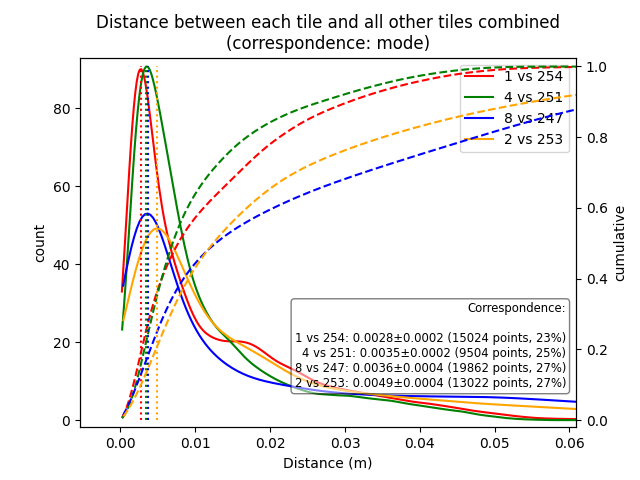 Distance between each tile and all other tiles combined
(correspondence: mode)
1 vs 254
4 vs 251
8 vs 247
2 vs 253
count
80
60
40
20
0
cumulative
1.0
0.8
0.6
0.4
0.2
0.0
Correspondence:
1 vs 254: 0.0028±0.0002 (15024 points, 23%)
4 vs 251: 0.0035±0.0002 (9504 points, 25%)
8 vs 247: 0.0036±0.0004 (19862 points, 27%)
2 vs 253: 0.0049±0.0004 (13022 points, 27%)
0.00 0.01 0.02 0.03 0.04 0.05 0.06
Distance (m)